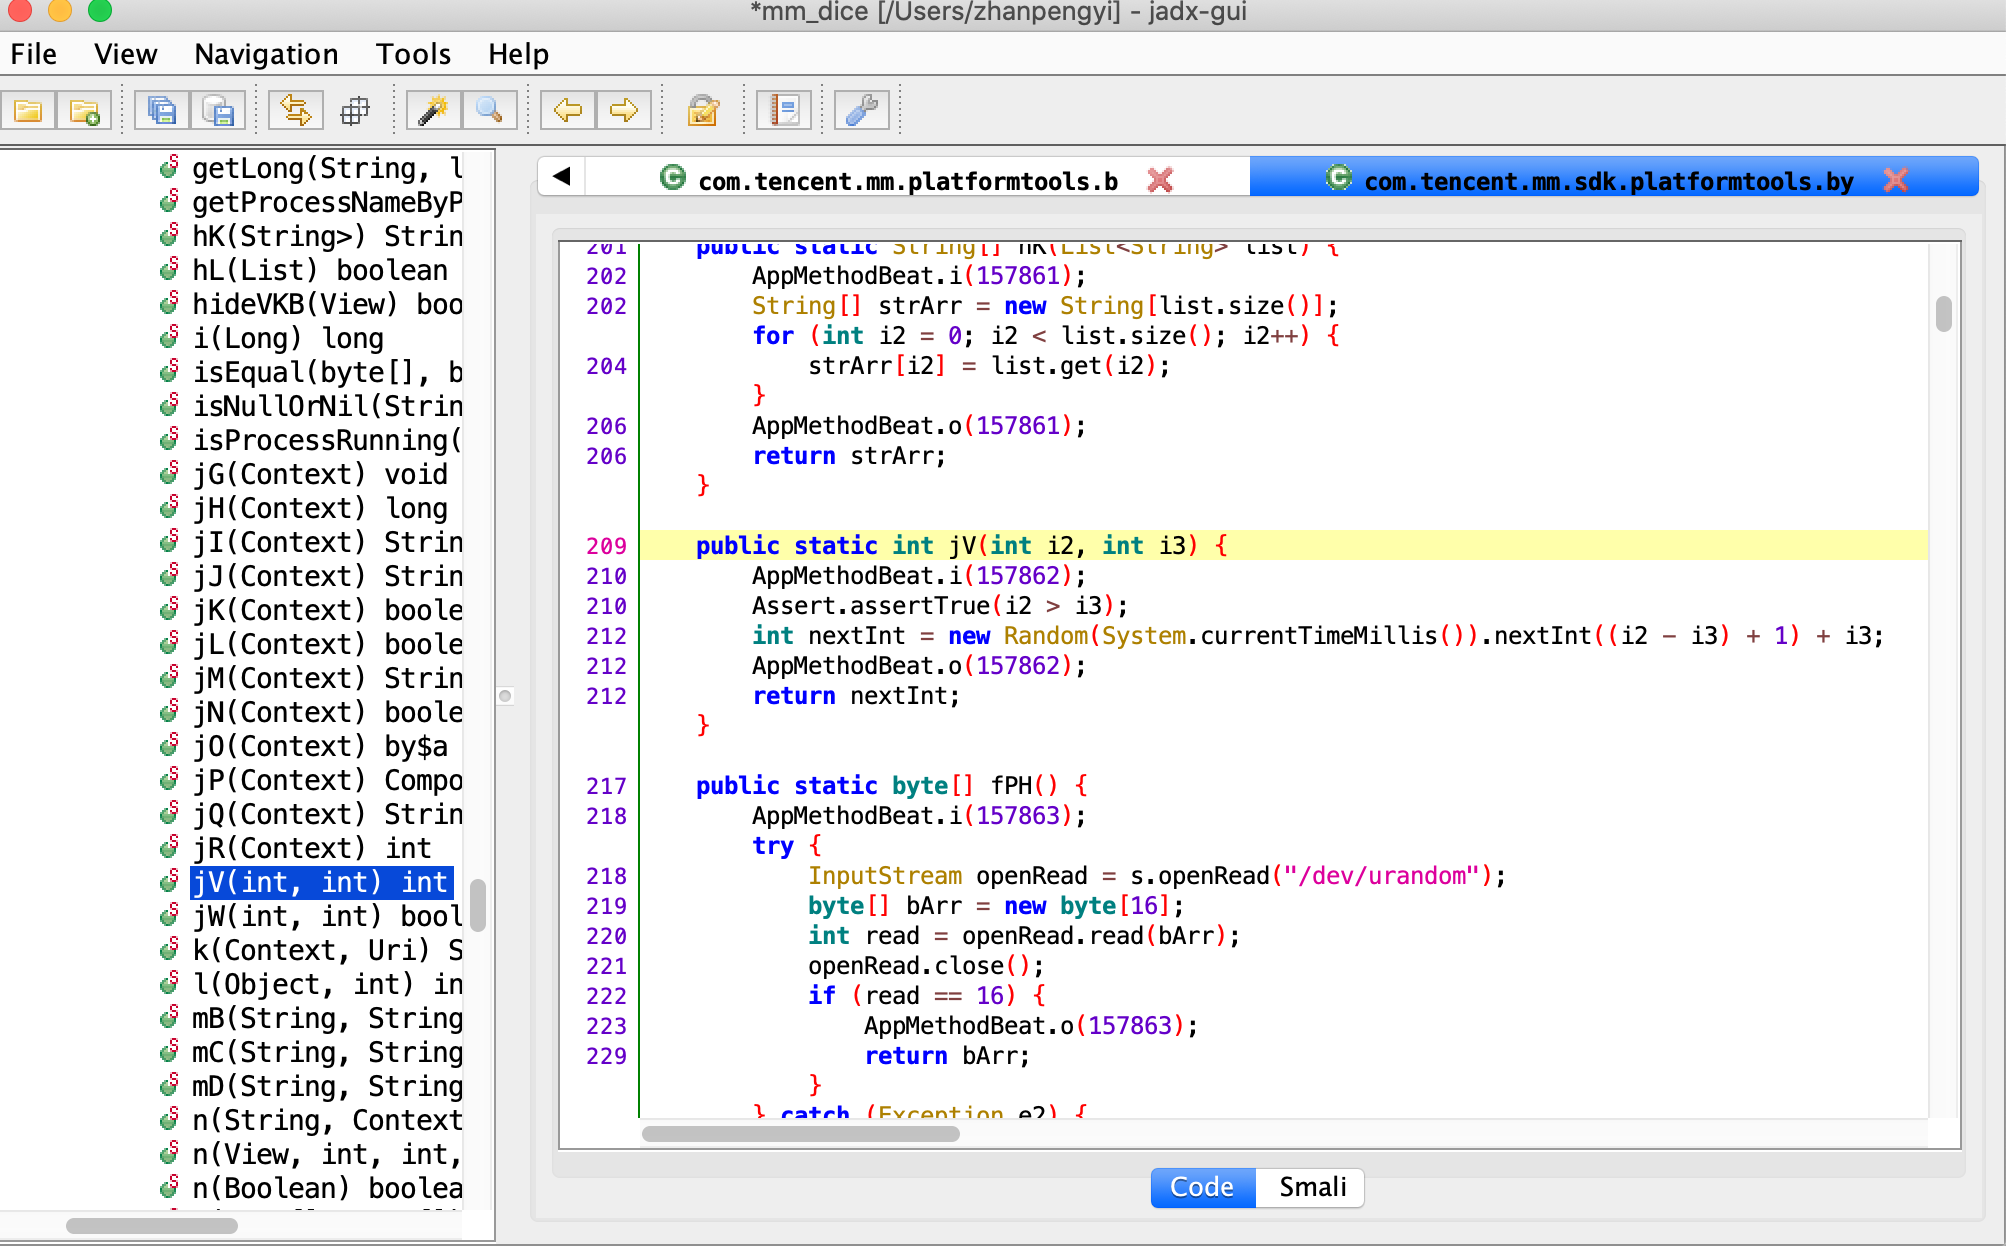 *mm_dice [/Users/zhanpengyi] - jadx-gui
File View Navigation Tools Help
getLong(String, l
getProcessNameByP
hK(String>) Strin
hL(List) boolean
hideVKB(View) boo
i(Long) long
isEqual(byte[], b
isNullOrNil(Strin
isProcessRunning(
jG(Context) void
jH(Context) long
jI(Context) Strin
jJ(Context) Strin
jK(Context) boole
jL(Context) boole
jM(Context) Strin
jN(Context) boole
jO(Context) by$a
jP(Context) Compo
jQ(Context) Strin
jR(Context) int
jV(int, int) int
jW(int, int) bool
k(Context, Uri) S
l(Object, int) in
mB(String, String
mC(String, String
mD(String, String
n(String, Context
n(View, int, int,
n(Boolean) boolea
com.tencent.mm.platformtools.b
com.tencent.mm.sdk.platformtools.by
201 public static String[] hK(List<String> list) {
202 AppMethodBeat.i(157861);
202 String[] strArr = new String[list.size()];
for (int i2 = 0; i2 < list.size(); i2++) {
204 strArr[i2] = list.get(i2);
}
206 AppMethodBeat.o(157861);
206 return strArr;
}
209 public static int jV(int i2, int i3) {
210 AppMethodBeat.i(157862);
210 Assert.assertTrue(i2 > i3);
212 int nextInt = new Random(System.currentTimeMillis()).nextInt((i2 - i3) + 1) + i3;
212 AppMethodBeat.o(157862);
212 return nextInt;
}
217 public static byte[] fPH() {
218 AppMethodBeat.i(157863);
try {
218 InputStream openRead = s.openRead("/dev/urandom");
219 byte[] bArr = new byte[16];
220 int read = openRead.read(bArr);
221 openRead.close();
222 if (read == 16) {
223 AppMethodBeat.o(157863);
229 return bArr;
}
} catch (Exception e2) {
Code Smali